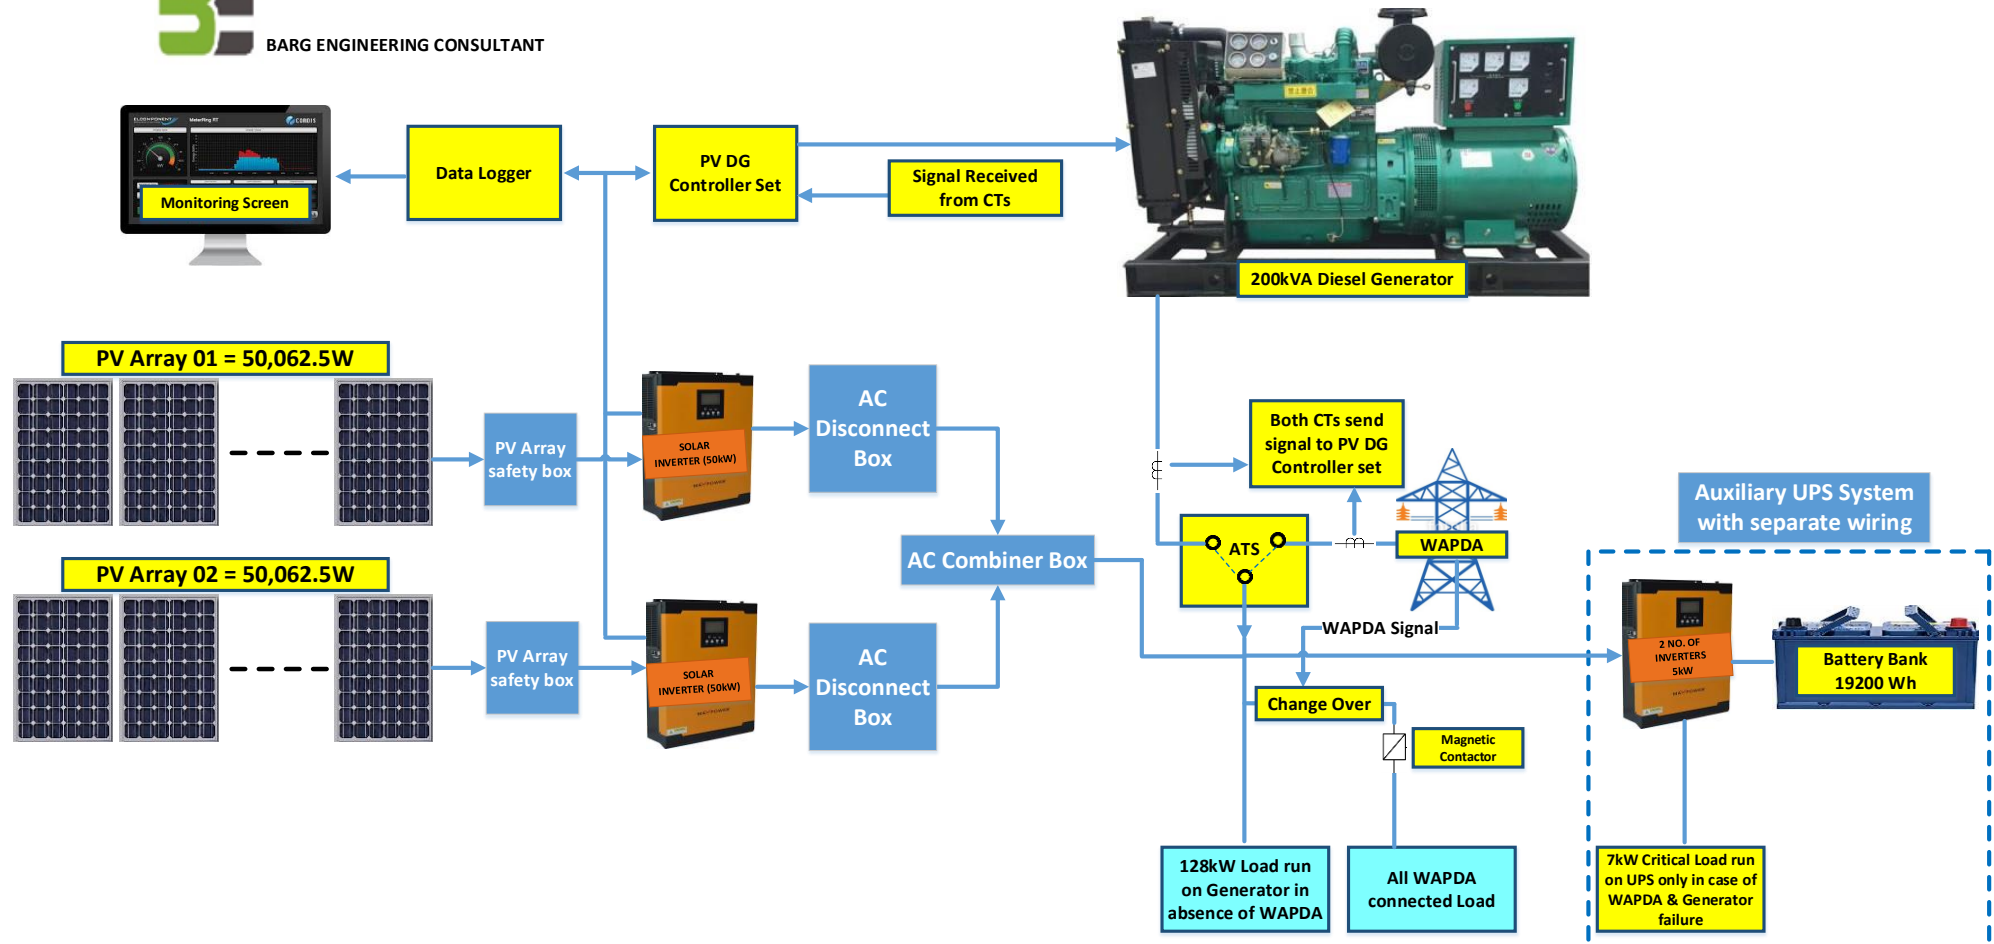 BARG ENGINEERING CONSULTANT
MeterRing RT
Monitoring Screen
Data Logger
PV DG
Controller Set
Signal Received
from CTs
200kVA Diesel Generator
PV Array 01 = 50,062.5W
PV Array
safety box
SOLAR
INVERTER (50kW)
AC
Disconnect
Box
Both CTs send
signal to PV DG
Controller set
ATS
WAPDA
Auxiliary UPS System
with separate wiring
AC Combiner Box
PV Array 02 = 50,062.5W
PV Array
safety box
SOLAR
INVERTER (50kW)
AC
Disconnect
Box
WAPDA Signal
Change Over
Magnetic
Contactor
2 NO. OF
INVERTERS
5kW
Battery Bank
19200 Wh
128kW Load run
on Generator in
absence of WAPDA
All WAPDA
connected Load
7kW Critical Load run
on UPS only in case of
WAPDA & Generator
failure